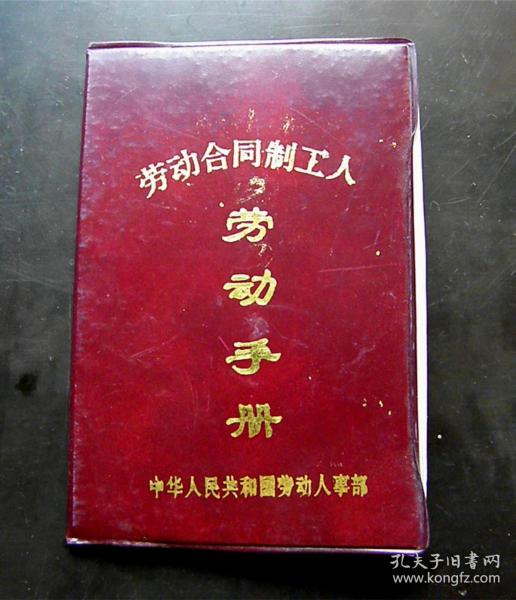 劳动合同制工人
劳动手册
中华人民共和國劳动人事部
孔夫子旧书网
www.kongfz.com